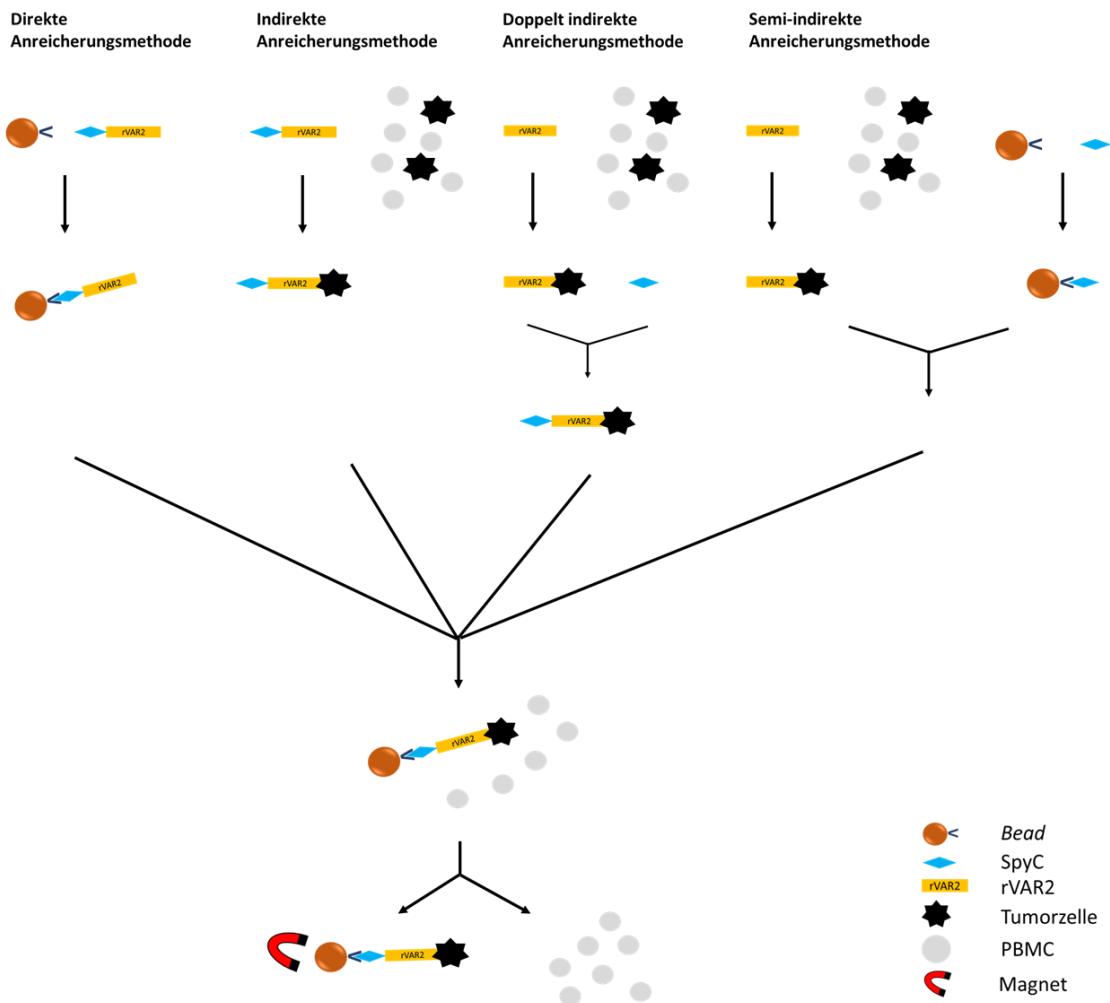 Direkte
Anreicherungsmethode
Indirekte
Anreicherungsmethode
Doppelt indirekte
Anreicherungsmethode
Semi-indirekte
Anreicherungsmethode
rVAR2
rVAR2
rVAR2
rVAR2
rVAR2
rVAR2
rVAR2
rVAR2
rVAR2
rVAR2
Bead
SpyC
rVAR2
rVAR2
Tumorzelle
rVAR2
PBMC
Magnet